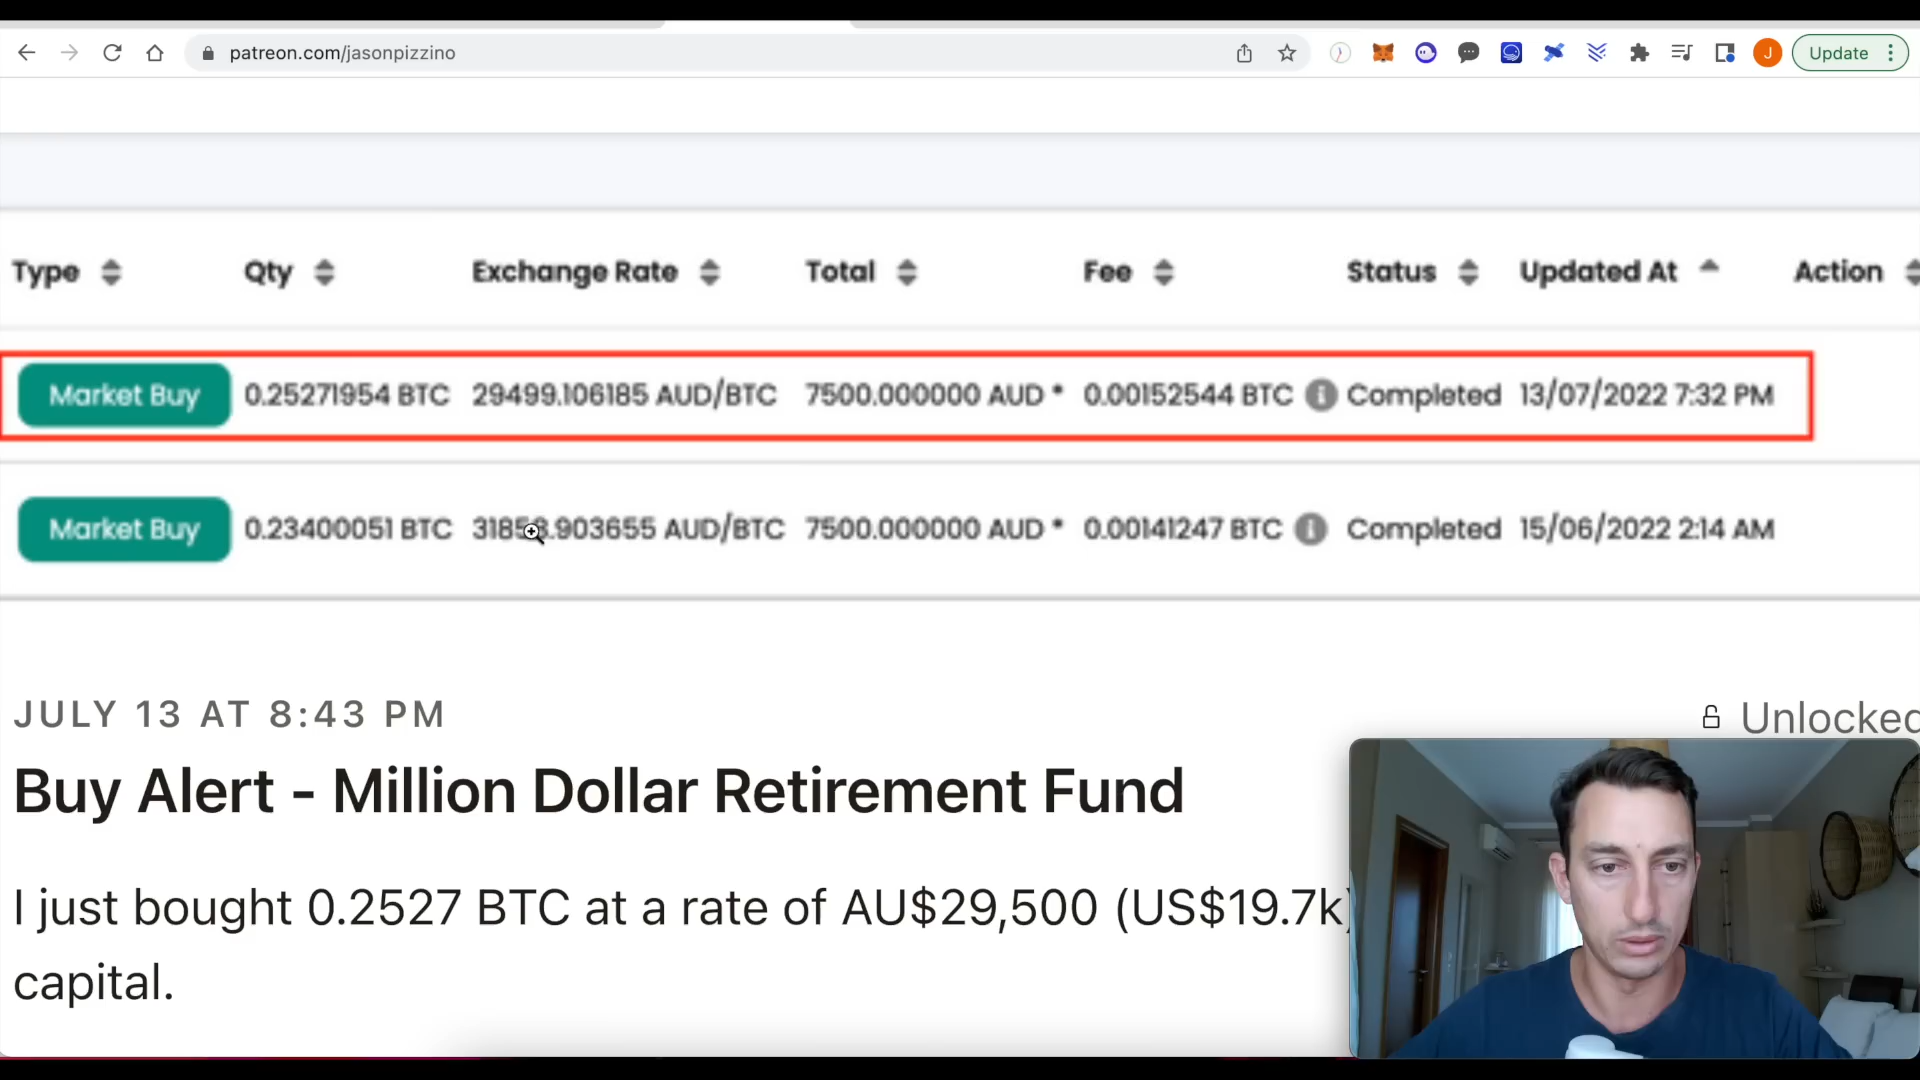 patreon.com/jasonpizzino
J
Update
Type Qty Exchange Rate Total Fee Status Updated At Action
Market Buy 0.25271954 BTC 29499.106185 AUD/BTC 7500.000000 AUD * 0.00152544 BTC Completed 13/07/2022 7:32 PM
Market Buy 0.23400051 BTC AUD/BTC 7500.000000 AUD * 0.00141247 BTC Completed 15/06/2022 2:14 AM
JULY 13 AT 8:43 PM
Unlocked
Buy Alert - Million Dollar Retirement Fund
I just bought 0.2527 BTC at a rate of AU$29,500 (US$19.7k)
capital.